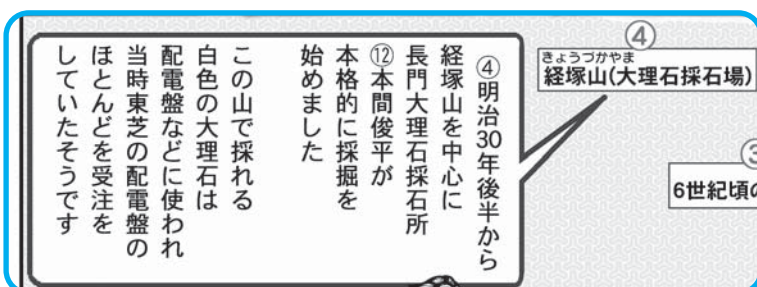 ④
きょうづかやま
経塚山(大理石採石場)
③
6世紀頃の
④明治30年後半から
経塚山を中心に
長門大理石採石所
⑫本間俊平が
本格的に採掘を
始めました
この山で採れる
白色の大理石は
配電盤などに使われ
当時東芝の配電盤の
ほとんどを受注を
していたそうです